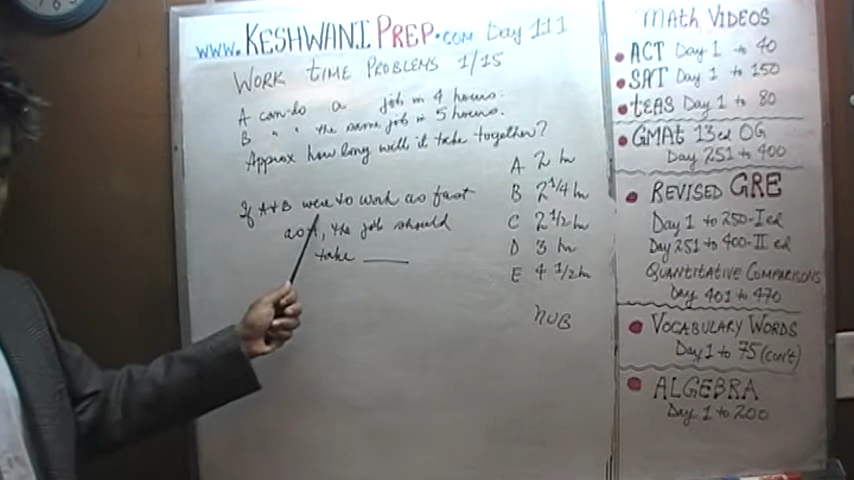 www.KESHWANI PREP.com Day 111
WORK TIME PROBLEMS 1/15
A can do a job in 4 hours.
B " " the same job in 5 hours.
Approx how long will it take together?
A 2 hr
B 2 1/4 hr
C 2 1/2 hr
D 3 hr
E 4 1/2 hr
If A+B were to work as fast
as A, the job should
take ____
MATH VIDEOS
ACT Day 1 to 40
SAT Day 1 to 150
TEAS Day 1 to 80
GMAT 13 ed OG
Day 251 to 400
REVISED GRE
Day 1 to 250-I ed
Day 251 to 400-II ed
QUANTITATIVE COMPARISONS
Day 401 to 470
VOCABULARY WORDS
Day 1 to 75 (con't)
ALGEBRA
Day 1 to 200